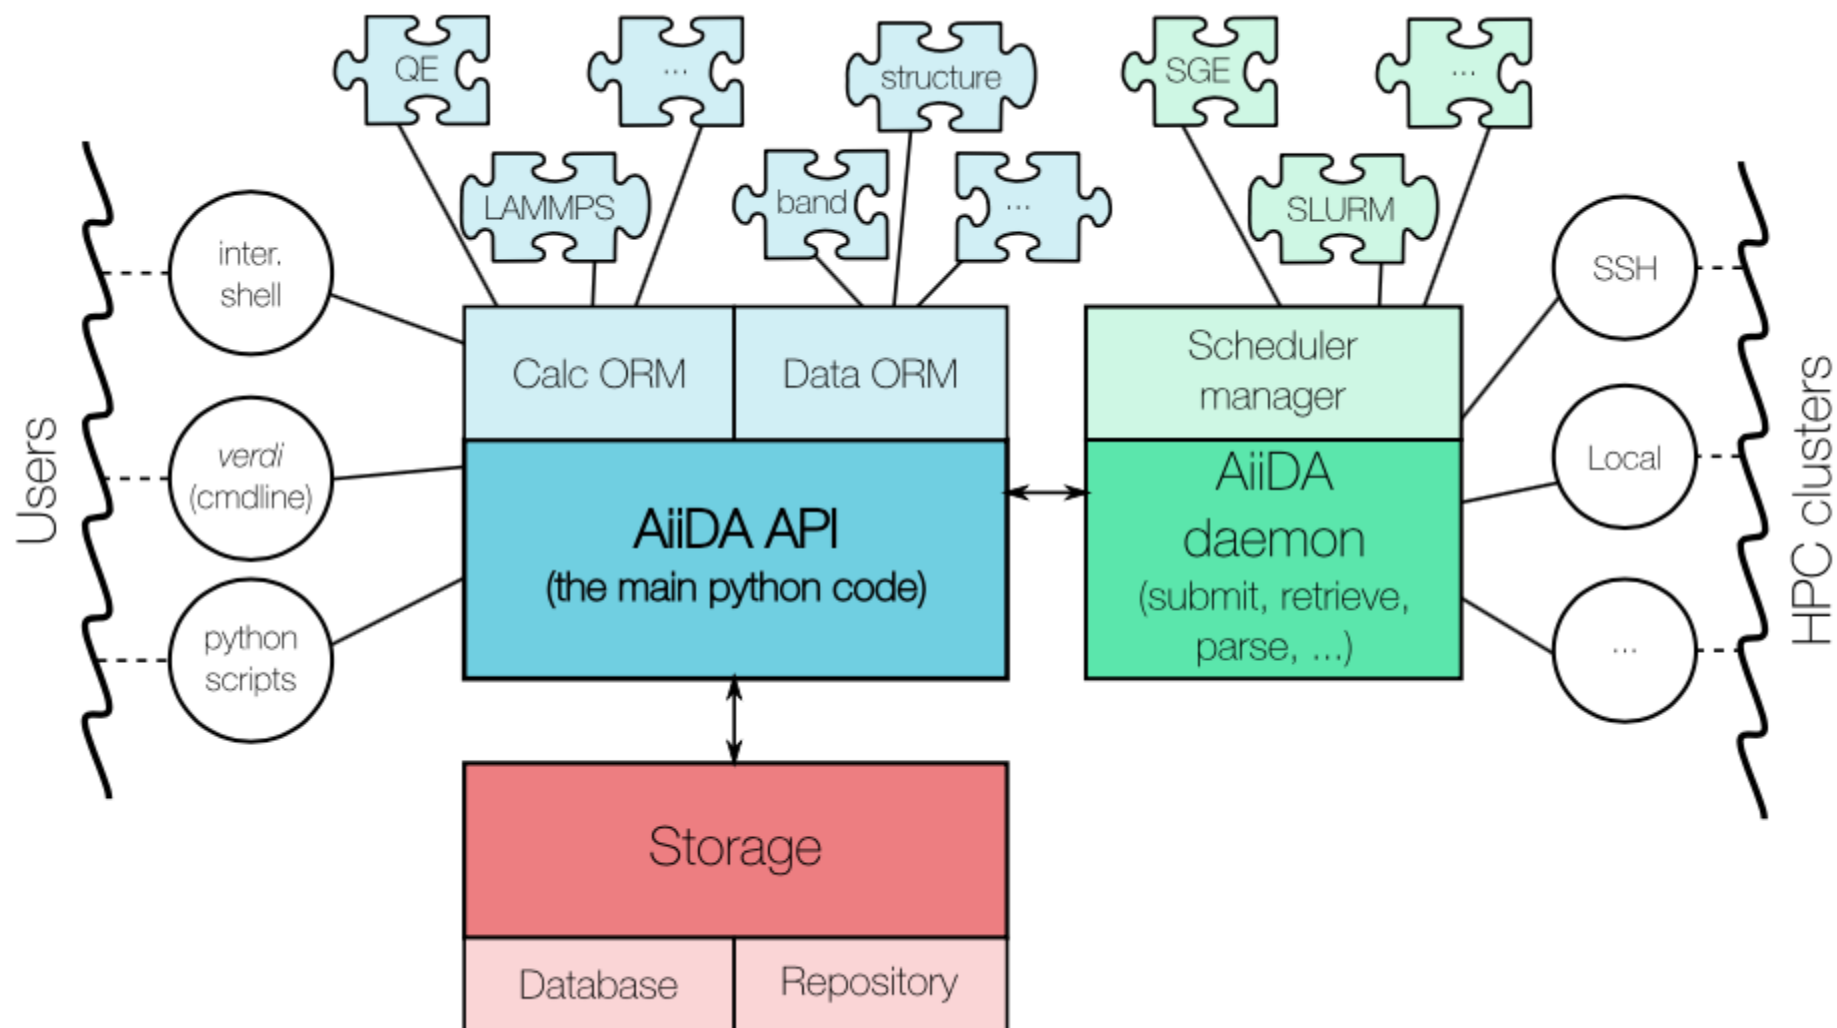 QE
...
structure
SGE
...
LAMMPS
band
...
SLURM
Users
inter.
shell
verdi
(cmdline)
python
scripts
Calc ORM
Data ORM
AiiDA API
(the main python code)
Scheduler
manager
AiiDA
daemon
(submit, retrieve,
parse, ...)
SSH
Local
...
HPC clusters
Storage
Database
Repository